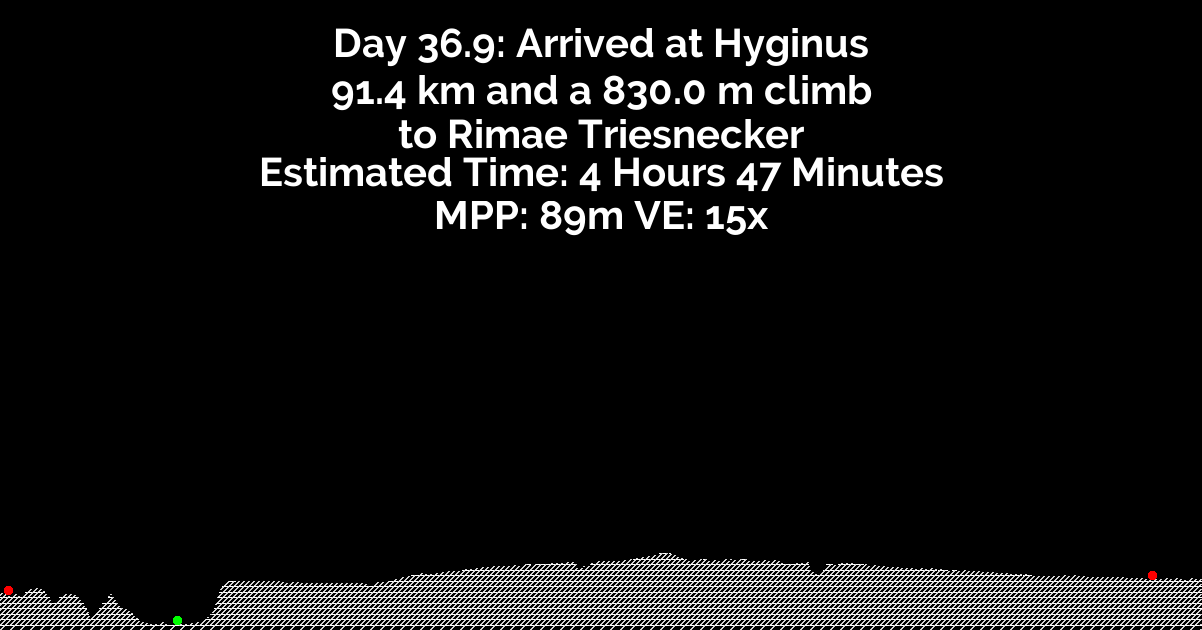 Day 36.9: Arrived at Hyginus
91.4 km and a 830.0 m climb
to Rimae Triesnecker
Estimated Time: 4 Hours 47 Minutes
MPP: 89m VE: 15x